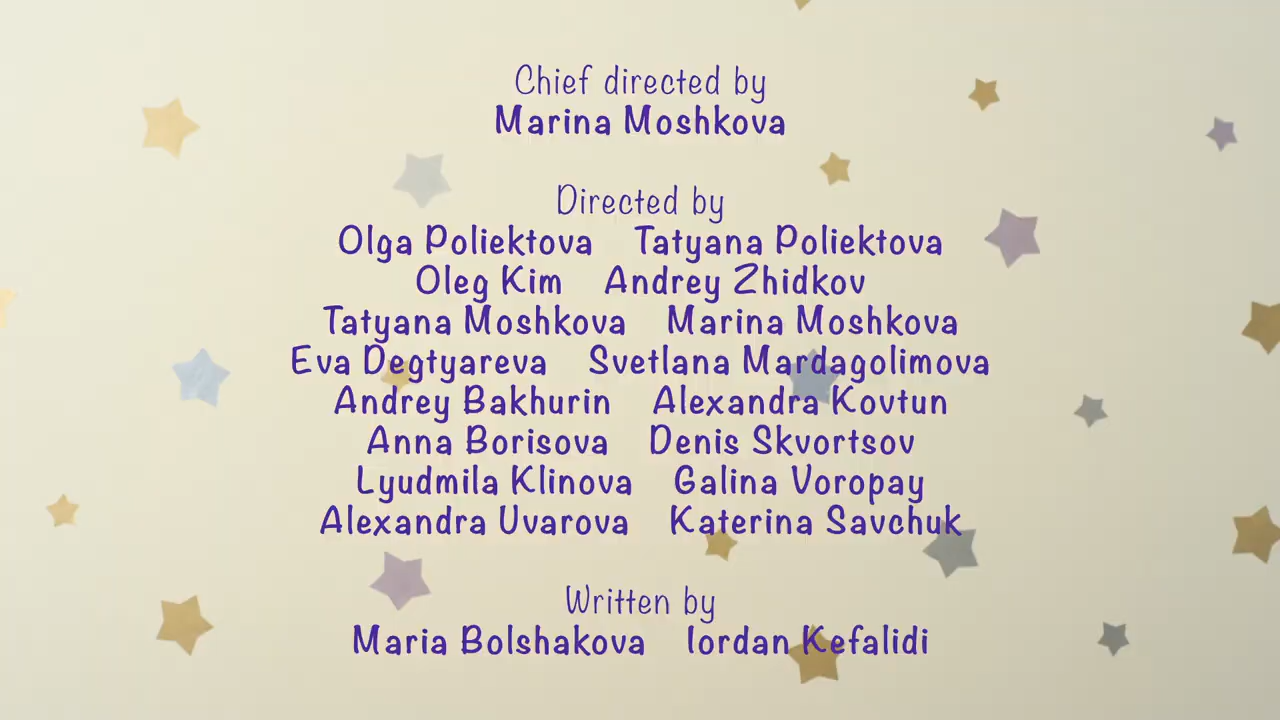 Chief directed by
Marina Moshkova
Directed by
Olga Poliektova Tatyana Poliektova
Oleg Kim Andrey Zhidkov
Tatyana Moshkova Marina Moshkova
Eva Degtyareva Svetlana Mardagolimova
Andrey Bakhurin Alexandra Kovtun
Anna Borisova Denis Skvortsov
Lyudmila Klinova Galina Voropay
Alexandra Uvarova Katerina Savchuk
Written by
Maria Bolshakova Iordan Kefalidi